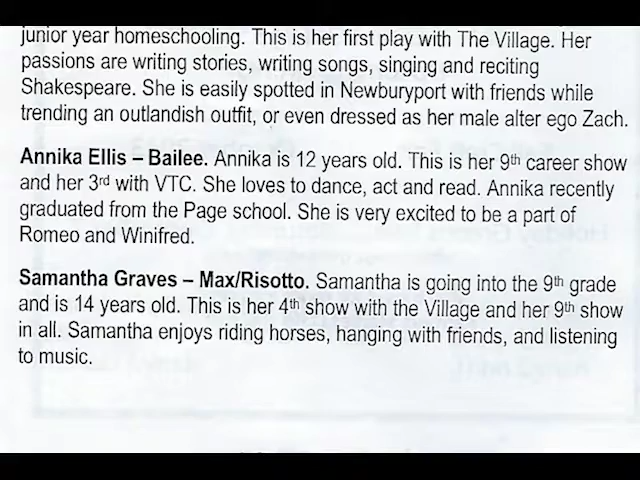 junior year homeschooling. This is her first play with The Village. Her
passions are writing stories, writing songs, singing and reciting
Shakespeare. She is easily spotted in Newburyport with friends while
trending an outlandish outfit, or even dressed as her male alter ego Zach.
Annika Ellis – Bailee. Annika is 12 years old. This is her 9th career show
and her 3rd with VTC. She loves to dance, act and read. Annika recently
graduated from the Page school. She is very excited to be a part of
Romeo and Winifred.
Samantha Graves – Max/Risotto. Samantha is going into the 9th grade
and is 14 years old. This is her 4th show with the Village and her 9th show
in all. Samantha enjoys riding horses, hanging with friends, and listening
to music.